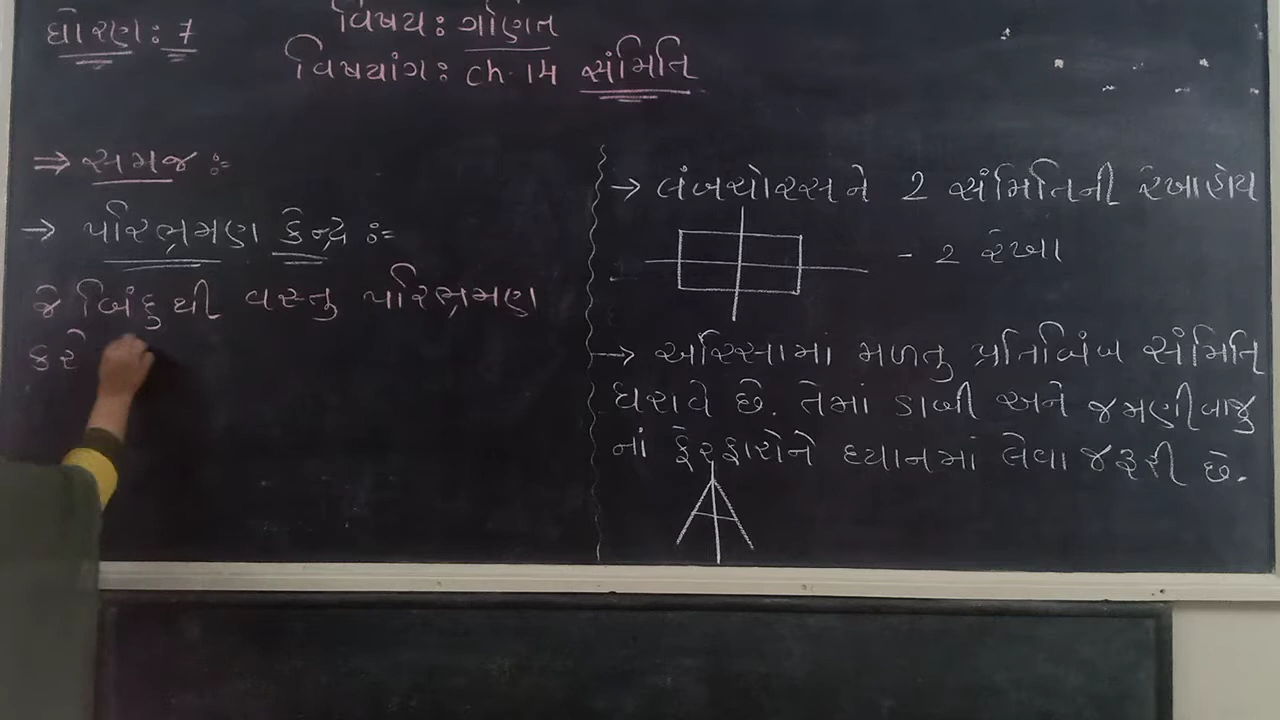 ધોરણ: 7
વિષય: ગણિત
વિષયાંગ: ch-14 સંમિતિ
⇒ સમજ :=
→ પરિભ્રમણ કેન્દ્ર :=
જે બિંદુથી વસ્તુ પરિભ્રમણ
કરે
→ લંબચોરસને 2 સંમિતિની રેખા હોય
- 2 રેખા
→ અરિસામાં મળતુ પ્રતિબિંબ સંમિતિ
ધરાવે છે. તેમાં ડાબી અને જમણીબાજુ
નાં ફેરફારોને ધ્યાનમાં લેવા જરૂરી છે.